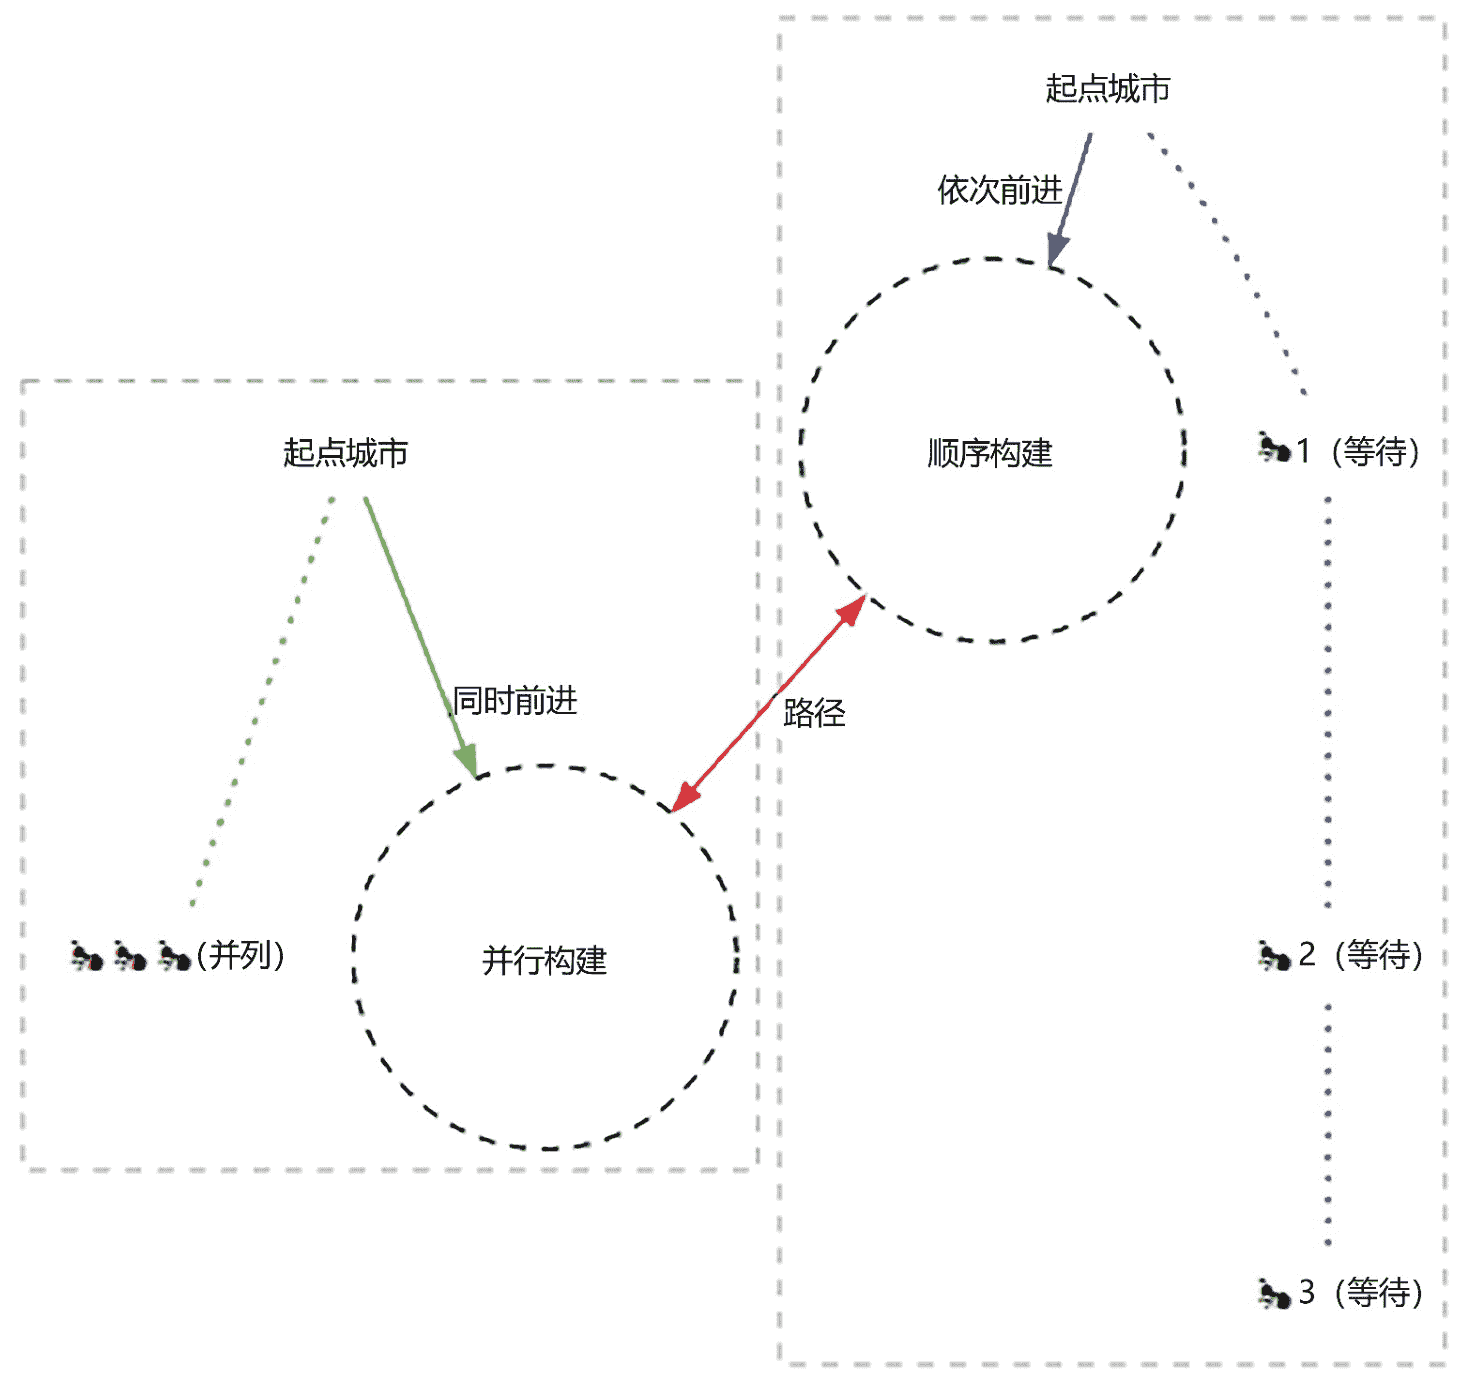 起点城市
同时前进
(并列)
并行构建
路径
起点城市
依次前进
顺序构建
1（等待）
2（等待）
3（等待）